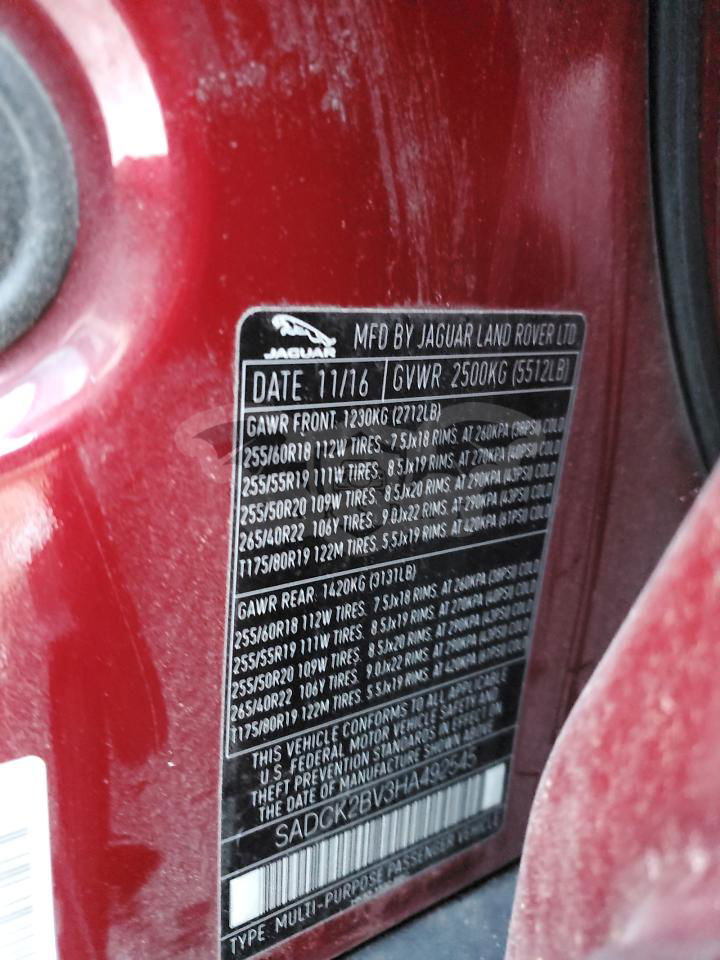 JAGUAR
MFD BY JAGUAR LAND ROVER LTD
DATE 11/16 GVWR 2500KG (5512LB)
GAWR FRONT 1230KG (2712LB)
255/60R18 112W TIRES. 7.5Jx18 RIMS. AT 260KPA (38PSI) COLD
255/55R19 111W TIRES. 8.5Jx19 RIMS. AT 270KPA (40PSI) COLD
255/50R20 109W TIRES. 8.5Jx20 RIMS. AT 290KPA (43PSI) COLD
265/40R22 106Y TIRES. 9.0Jx22 RIMS. AT 290KPA (43PSI) COLD
T175/80R19 122M TIRES. 5.5Jx19 RIMS. AT 420KPA (61PSI) COLD
GAWR REAR 1420KG (3131LB)
255/60R18 112W TIRES. 7.5Jx18 RIMS. AT 260KPA (38PSI) COLD
255/55R19 111W TIRES. 8.5Jx19 RIMS. AT 270KPA (40PSI) COLD
255/50R20 109W TIRES. 8.5Jx20 RIMS. AT 290KPA (43PSI) COLD
265/40R22 106Y TIRES. 9.0Jx22 RIMS. AT 290KPA (43PSI) COLD
T175/80R19 122M TIRES. 5.5Jx19 RIMS. AT 420KPA (61PSI) COLD
THIS VEHICLE CONFORMS TO ALL APPLICABLE
U.S. FEDERAL MOTOR VEHICLE SAFETY AND
THEFT PREVENTION STANDARDS IN EFFECT ON
THE DATE OF MANUFACTURE SHOWN ABOVE.
SADCK2BV3HA492545
TYPE MULTI-PURPOSE PASSENGER VEHICLE